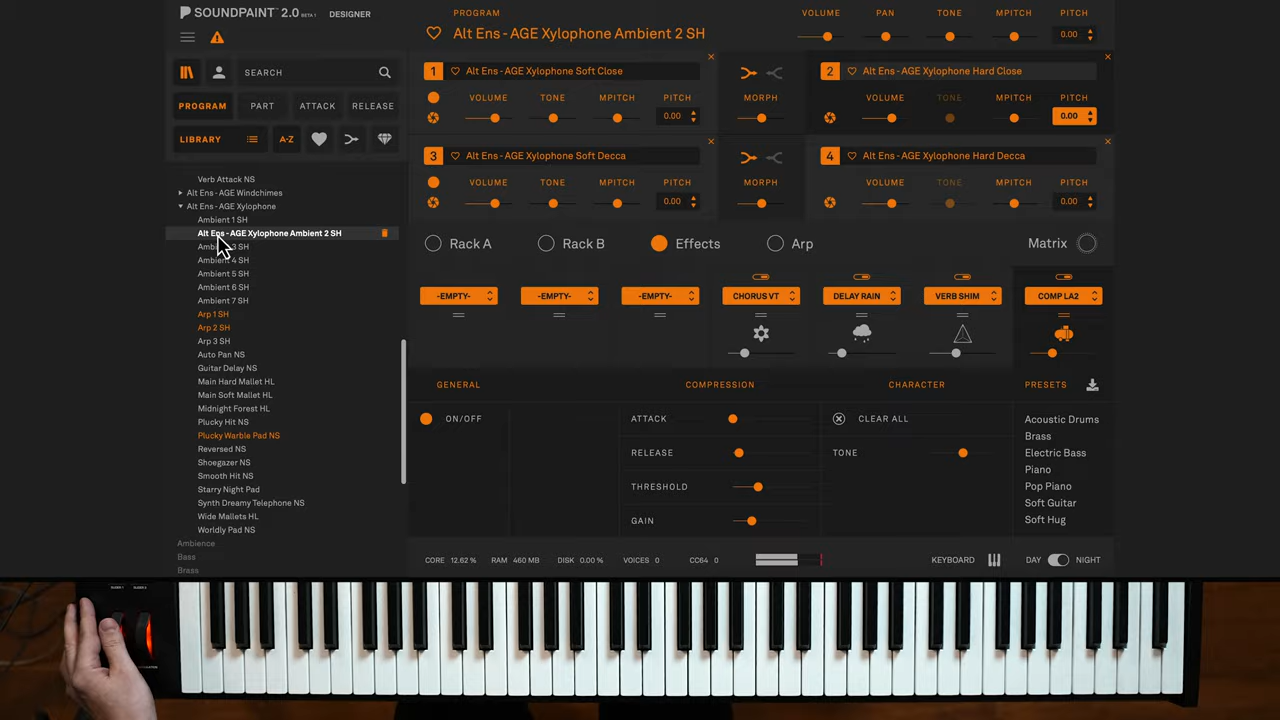 SOUNDPAINT 2.0 BETA 1 DESIGNER
SEARCH
PROGRAM PART ATTACK RELEASE
LIBRARY A-Z
Verb Attack NS
Alt Ens - AGE Windchimes
Alt Ens - AGE Xylophone
Ambient 1 SH
Alt Ens - AGE Xylophone Ambient 2 SH
Ambient 3 SH
Ambient 4 SH
Ambient 5 SH
Ambient 6 SH
Ambient 7 SH
Arp 1 SH
Arp 2 SH
Arp 3 SH
Auto Pan NS
Guitar Delay NS
Main Hard Mallet HL
Main Soft Mallet HL
Midnight Forest HL
Plucky Hit NS
Plucky Warble Pad NS
Reversed NS
Shoegazer NS
Smooth Hit NS
Starry Night Pad
Synth Dreamy Telephone NS
Wide Mallets HL
Worldly Pad NS
Ambience
Bass
Brass
PROGRAM
Alt Ens - AGE Xylophone Ambient 2 SH
VOLUME PAN TONE MPITCH PITCH
0.00
1 Alt Ens - AGE Xylophone Soft Close
VOLUME TONE MPITCH PITCH
0.00
MORPH
2 Alt Ens - AGE Xylophone Hard Close
VOLUME TONE MPITCH PITCH
0.00
3 Alt Ens - AGE Xylophone Soft Decca
VOLUME TONE MPITCH PITCH
0.00
MORPH
4 Alt Ens - AGE Xylophone Hard Decca
VOLUME TONE MPITCH PITCH
0.00
Rack A Rack B Effects Arp Matrix
-EMPTY- -EMPTY- -EMPTY- CHORUS VT DELAY RAIN VERB SHIM COMP LA2
GENERAL
ON/OFF
COMPRESSION
ATTACK
RELEASE
THRESHOLD
GAIN
CHARACTER
CLEAR ALL
TONE
PRESETS
Acoustic Drums
Brass
Electric Bass
Piano
Pop Piano
Soft Guitar
Soft Hug
CORE 12.62 % RAM 460 MB DISK 0.00 % VOICES 0 CC64 0 KEYBOARD DAY NIGHT